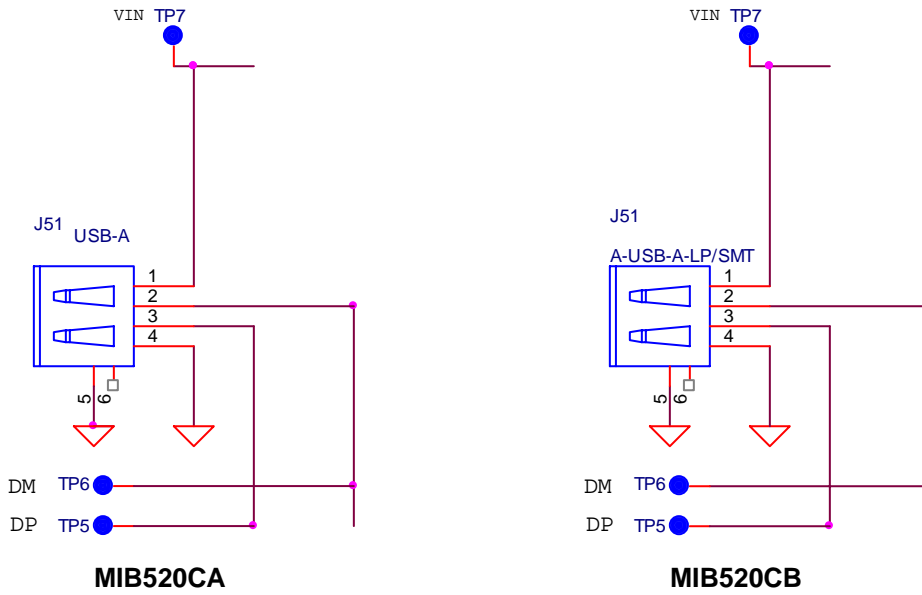 VIN TP7
J51 USB-A
1
2
3
4
5 6
DM TP6
DP TP5
MIB520CA
VIN TP7
J51
A-USB-A-LP/SMT
1
2
3
4
5 6
DM TP6
DP TP5
MIB520CB